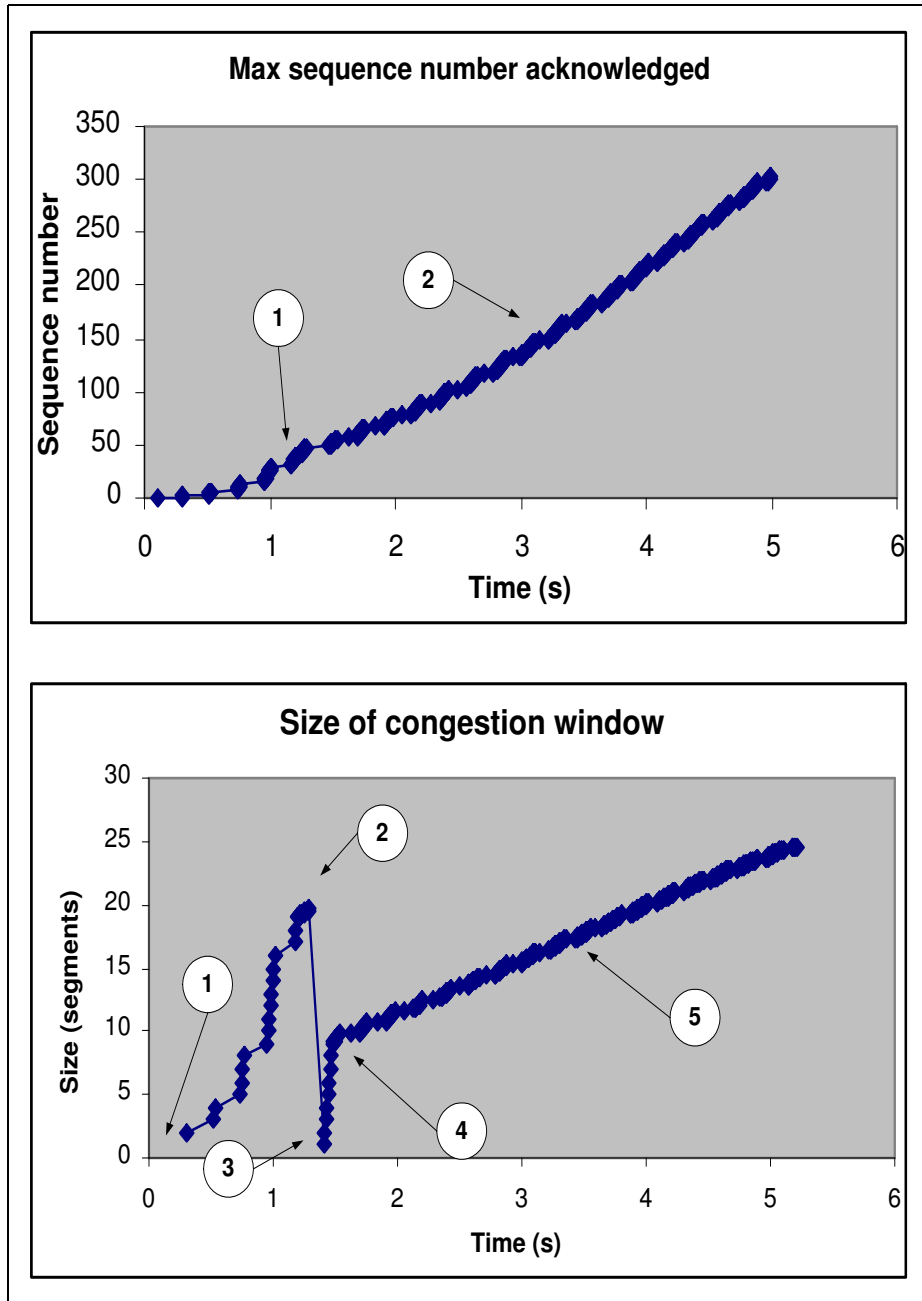 Max sequence number acknowledged
350
300
250
200
150
100
50
0
Sequence number
1
2
0 1 2 3 4 5 6
Time (s)
Size of congestion window
30
25
20
15
10
5
0
Size (segments)
1
2
3
4
5
0 1 2 3 4 5 6
Time (s)